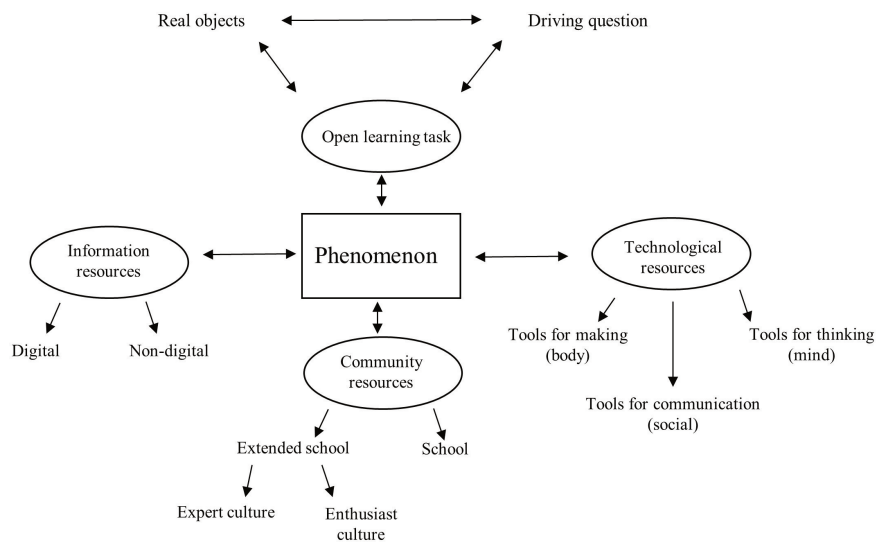 Real objects
Driving question
Open learning task
Information
resources
Phenomenon
Technological
resources
Digital
Non-digital
Community
resources
Tools for making
(body)
Tools for thinking
(mind)
Tools for communication
(social)
Extended school
School
Expert culture
Enthusiast
culture